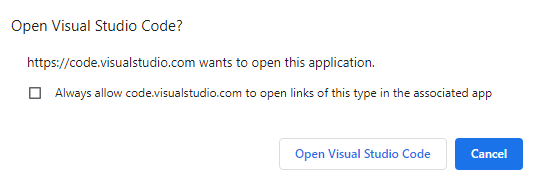 Open Visual Studio Code?
https://code.visualstudio.com wants to open this application.
Always allow code.visualstudio.com to open links of this type in the associated app
Open Visual Studio Code
Cancel